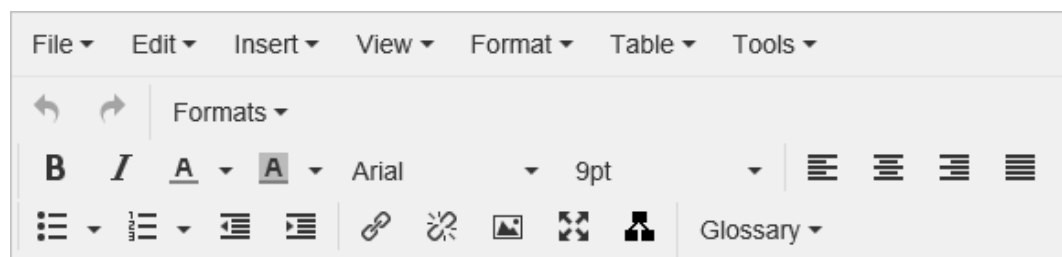 File Edit Insert View Format Table Tools
Formats
B I A A Arial 9pt
Glossary